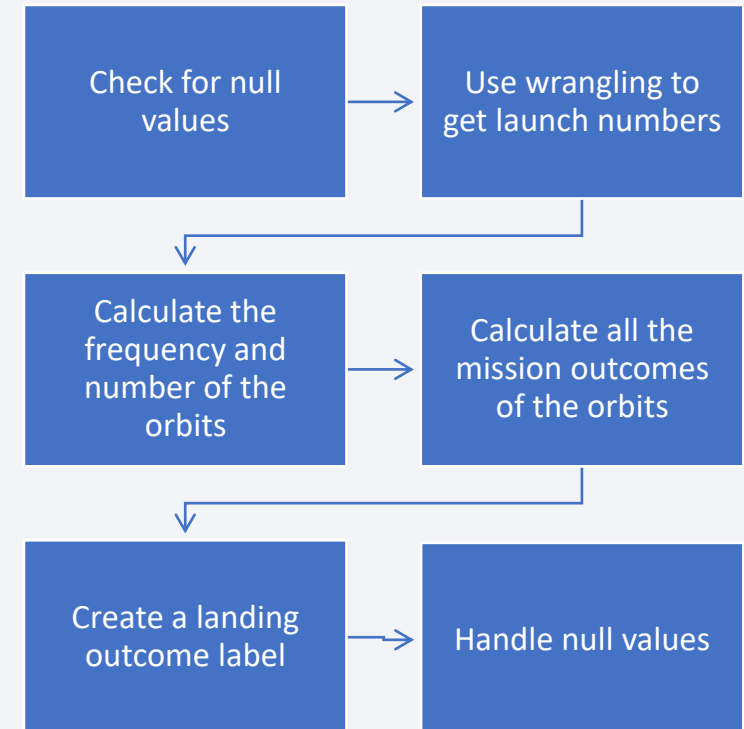 Check for null
values
Use wrangling to
get launch numbers
Calculate the
frequency and
number of the
orbits
Calculate all the
mission outcomes
of the orbits
Create a landing
outcome label
Handle null values